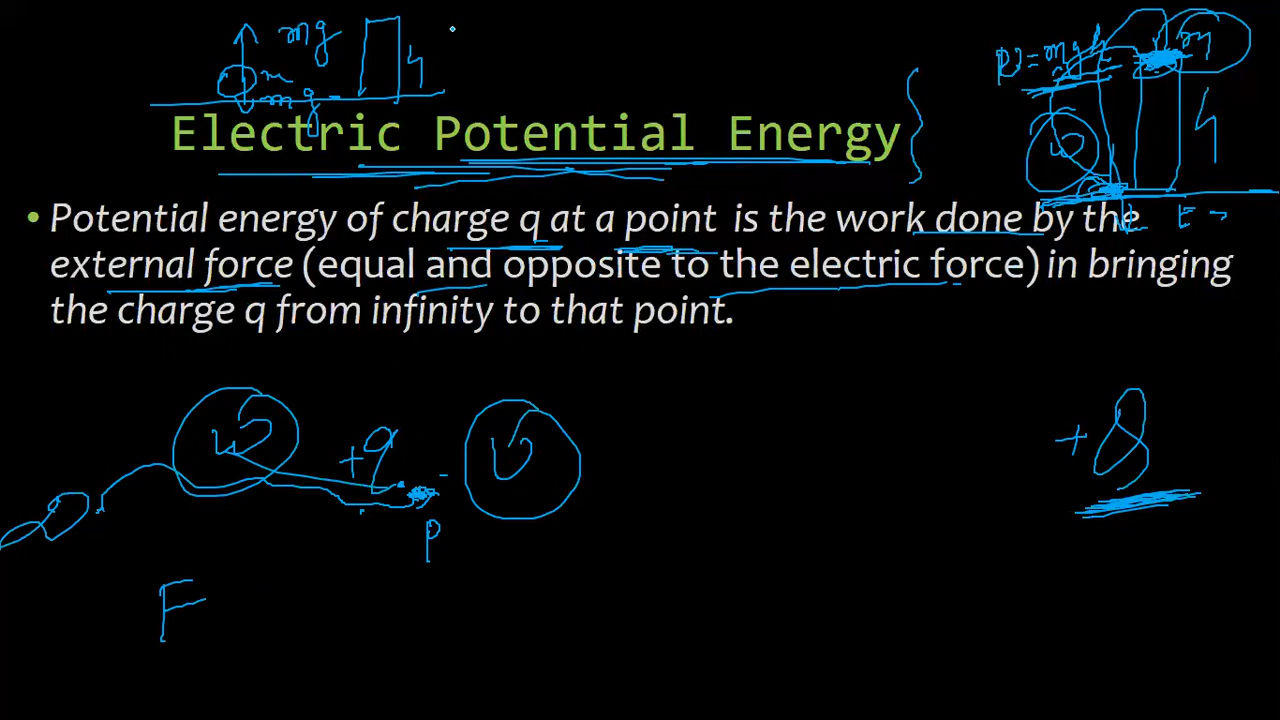 mg
h
m
mg
U = mgh
m
W
h
Electric Potential Energy
• Potential energy of charge q at a point is the work done by the
external force (equal and opposite to the electric force) in bringing
the charge q from infinity to that point.
W
+q
U
+
P
F